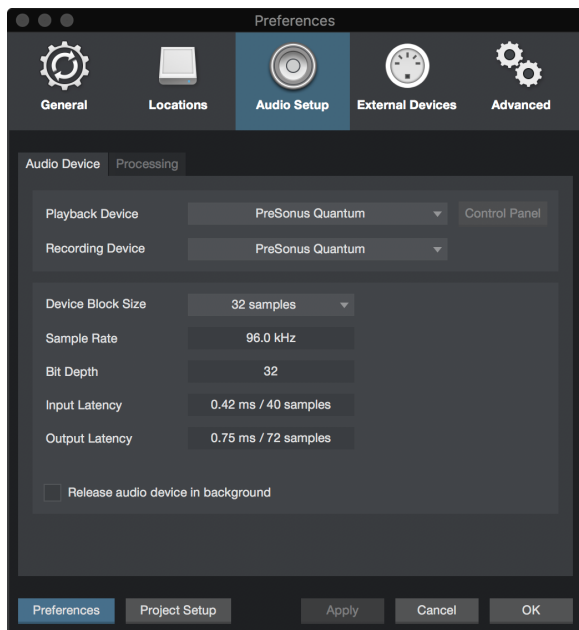 Preferences
General Locations Audio Setup External Devices Advanced
Audio Device Processing
Playback Device PreSonus Quantum Control Panel
Recording Device PreSonus Quantum
Device Block Size 32 samples
Sample Rate 96.0 kHz
Bit Depth 32
Input Latency 0.42 ms / 40 samples
Output Latency 0.75 ms / 72 samples
Release audio device in background
Preferences Project Setup Apply Cancel OK